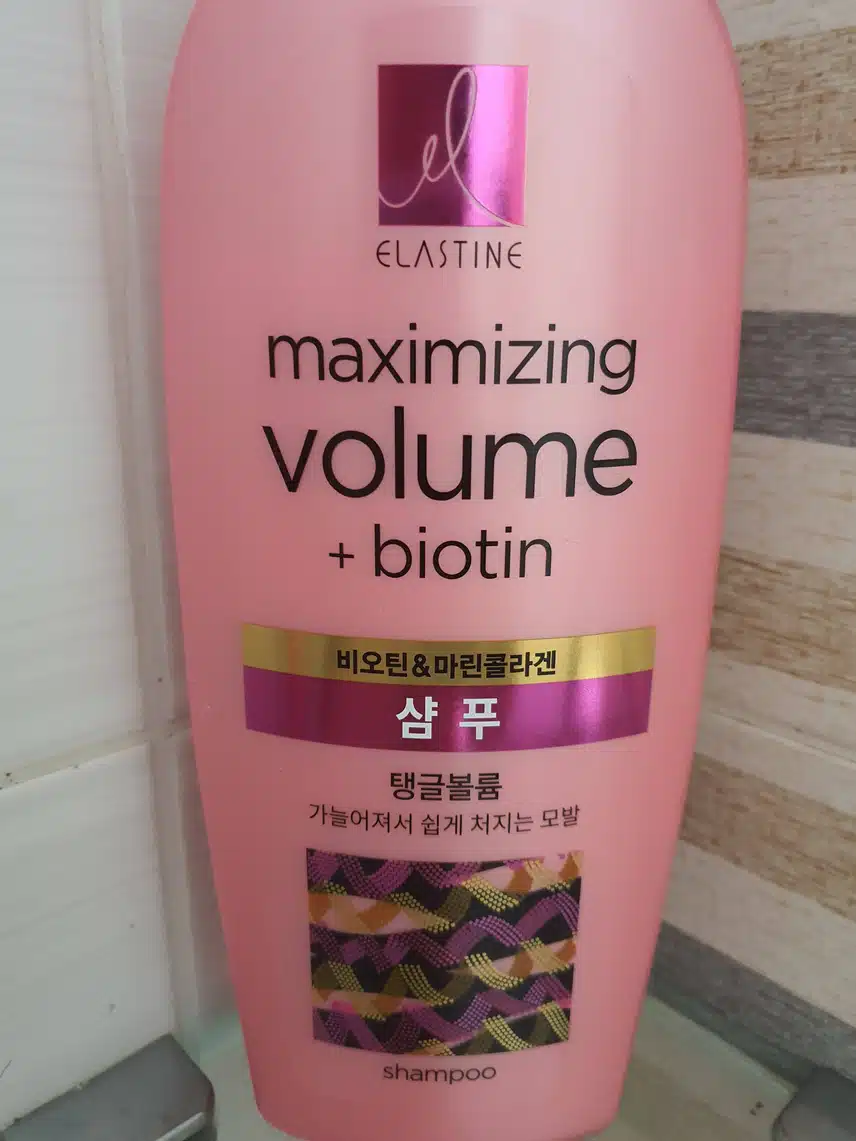 el
ELASTINE
maximizing
volume
+ biotin
비오틴&마린콜라겐
샴 푸
탱글볼륨
가늘어져서 쉽게 처지는 모발
shampoo